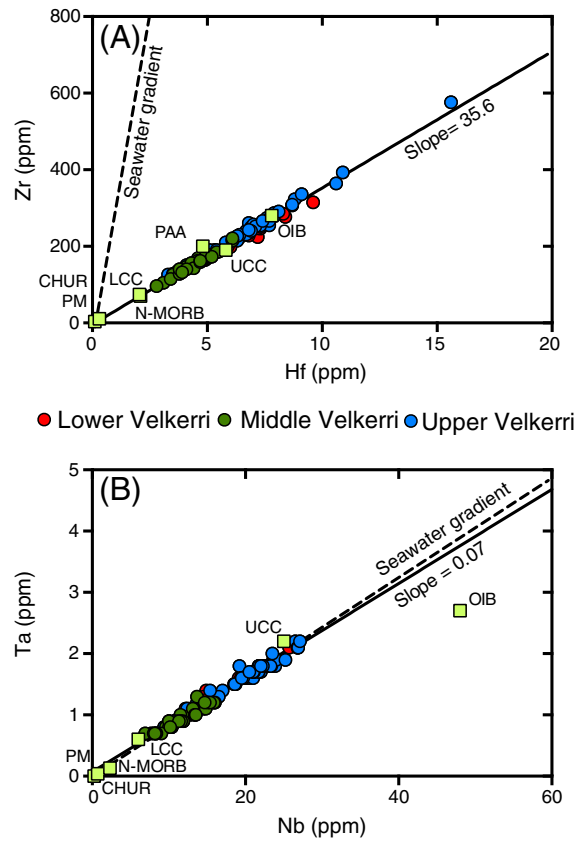 (A)
800
600
400
200
0
Zr (ppm)
Seawater gradient
Slope= 35.6
PAA
OIB
UCC
LCC
CHUR
PM
N-MORB
0 5 10 15 20
Hf (ppm)
Lower Velkerri Middle Velkerri Upper Velkerri
(B)
5
4
3
2
1
0
Ta (ppm)
Seawater gradient
Slope = 0.07
OIB
UCC
LCC
PM
N-MORB
CHUR
0 20 40 60
Nb (ppm)